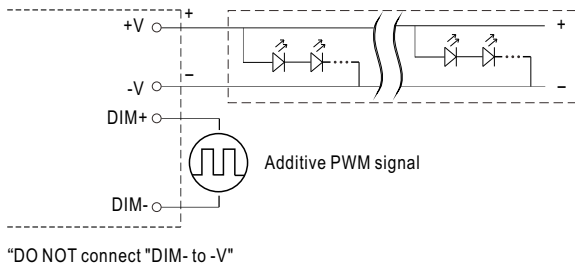 +V + +
-V – –
DIM+
Additive PWM signal
DIM-
“DO NOT connect "DIM- to -V"